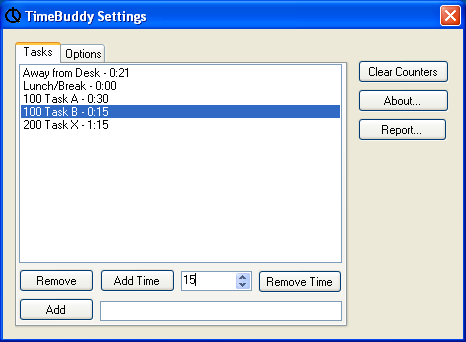 TimeBuddy Settings
Tasks Options
Away from Desk - 0:21
Lunch/Break - 0:00
100 Task A - 0:30
100 Task B - 0:15
200 Task X - 1:15
Clear Counters
About...
Report...
Remove Add Time 15 Remove Time
Add